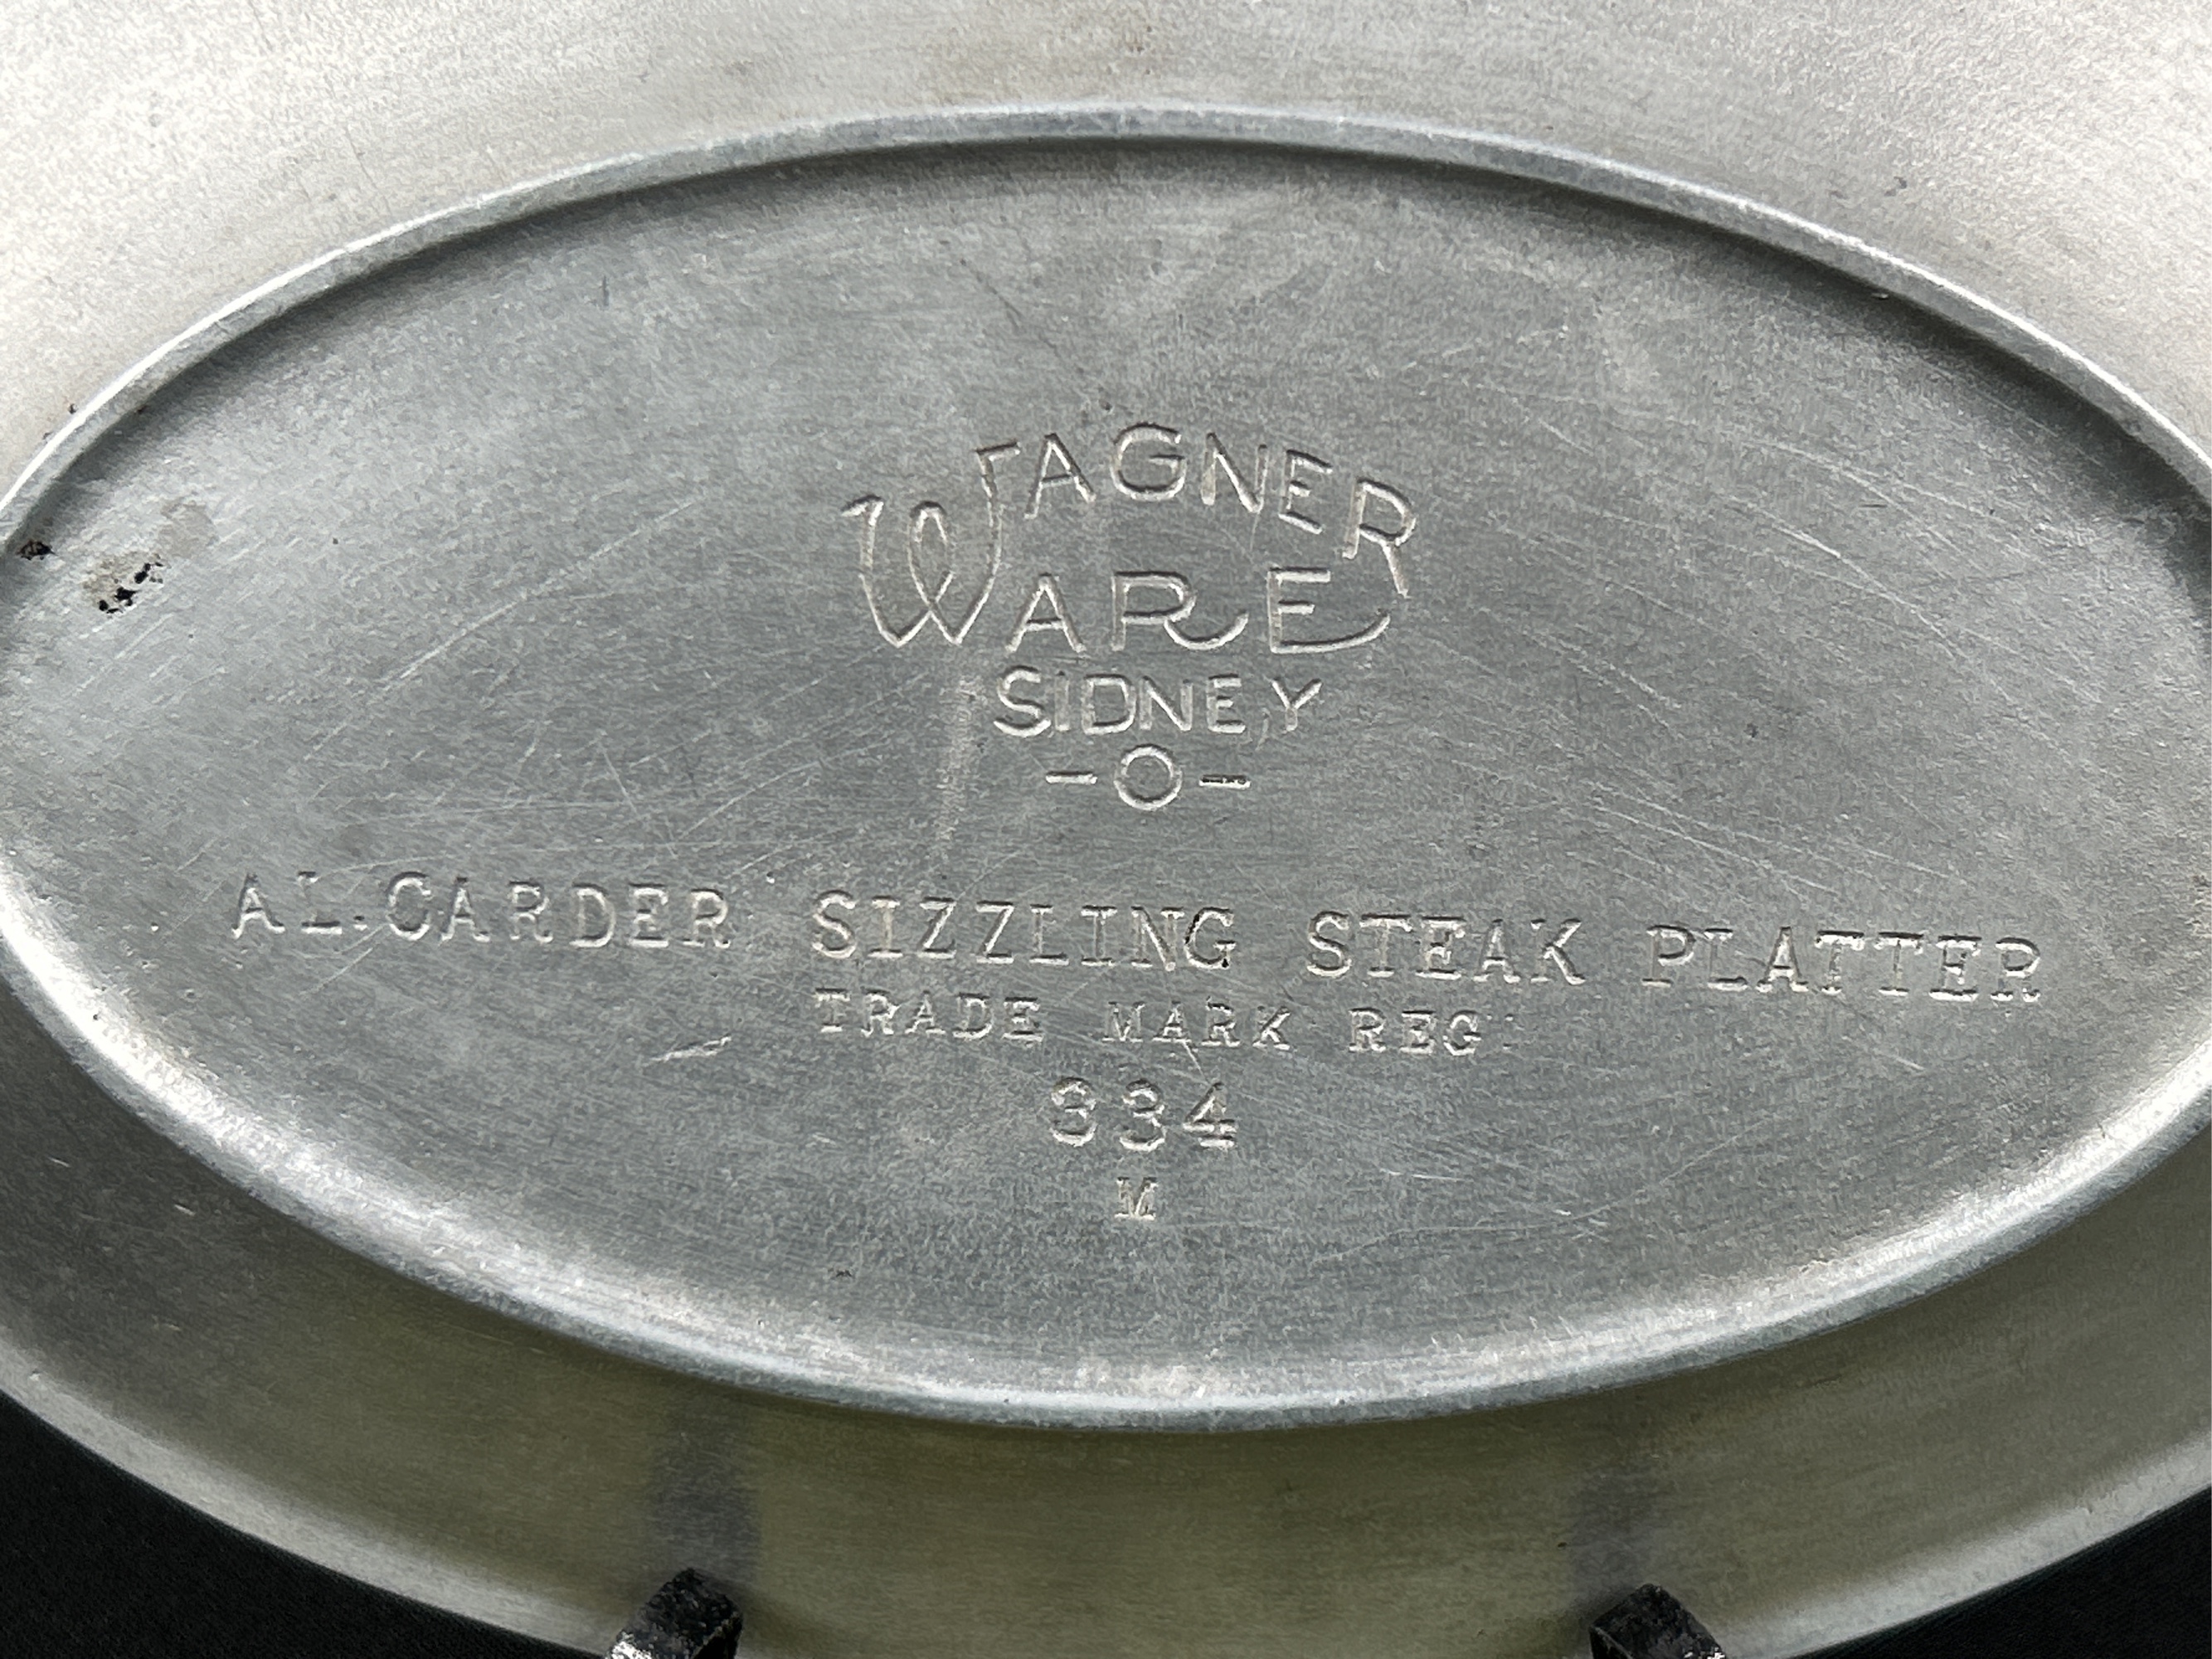 WAGNER
WARE
SIDNEY
-O-
AL.CARDER SIZZLING STEAK PLATTER
TRADE MARK REG
334
M